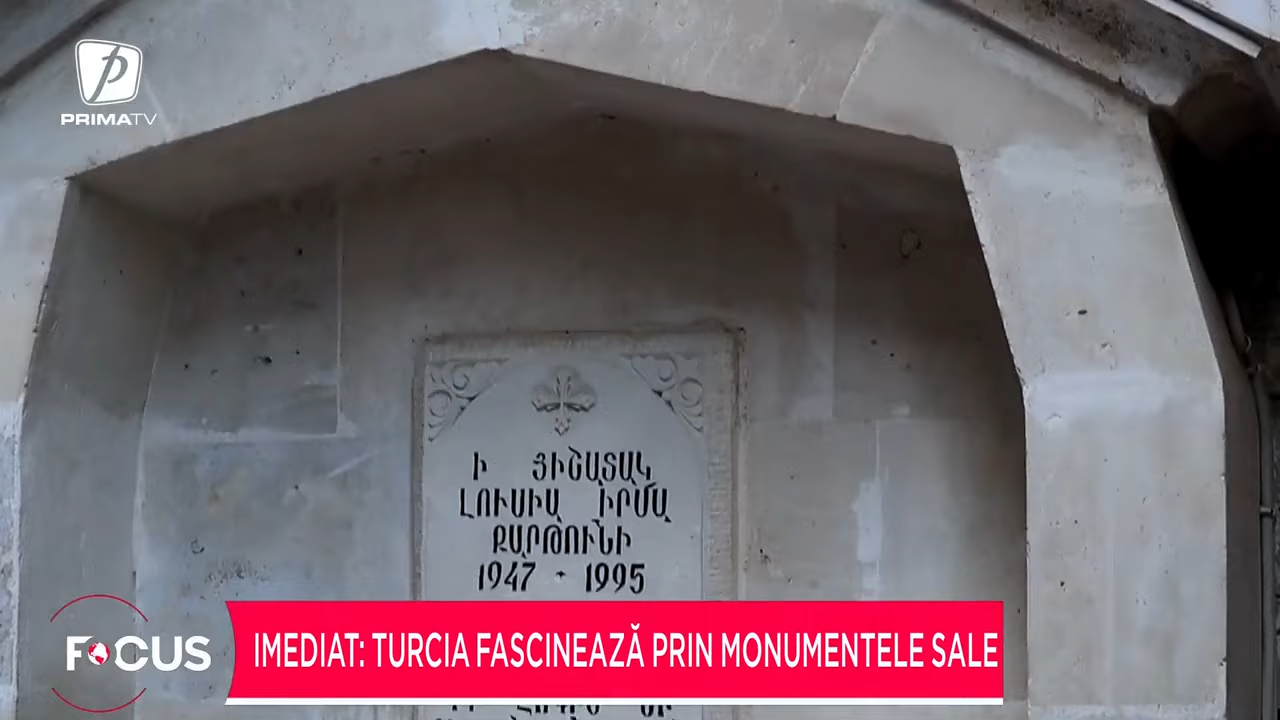 PRIMATV
Ի ՅԻՇԱՏԱԿ
ԼՈՒՍԻԱ ԻՐՄԱ
ՔԱՐԹՈՒՆԻ
1947 + 1995
FOCUS
IMEDIAT: TURCIA FASCINEAZĂ PRIN MONUMENTELE SALE